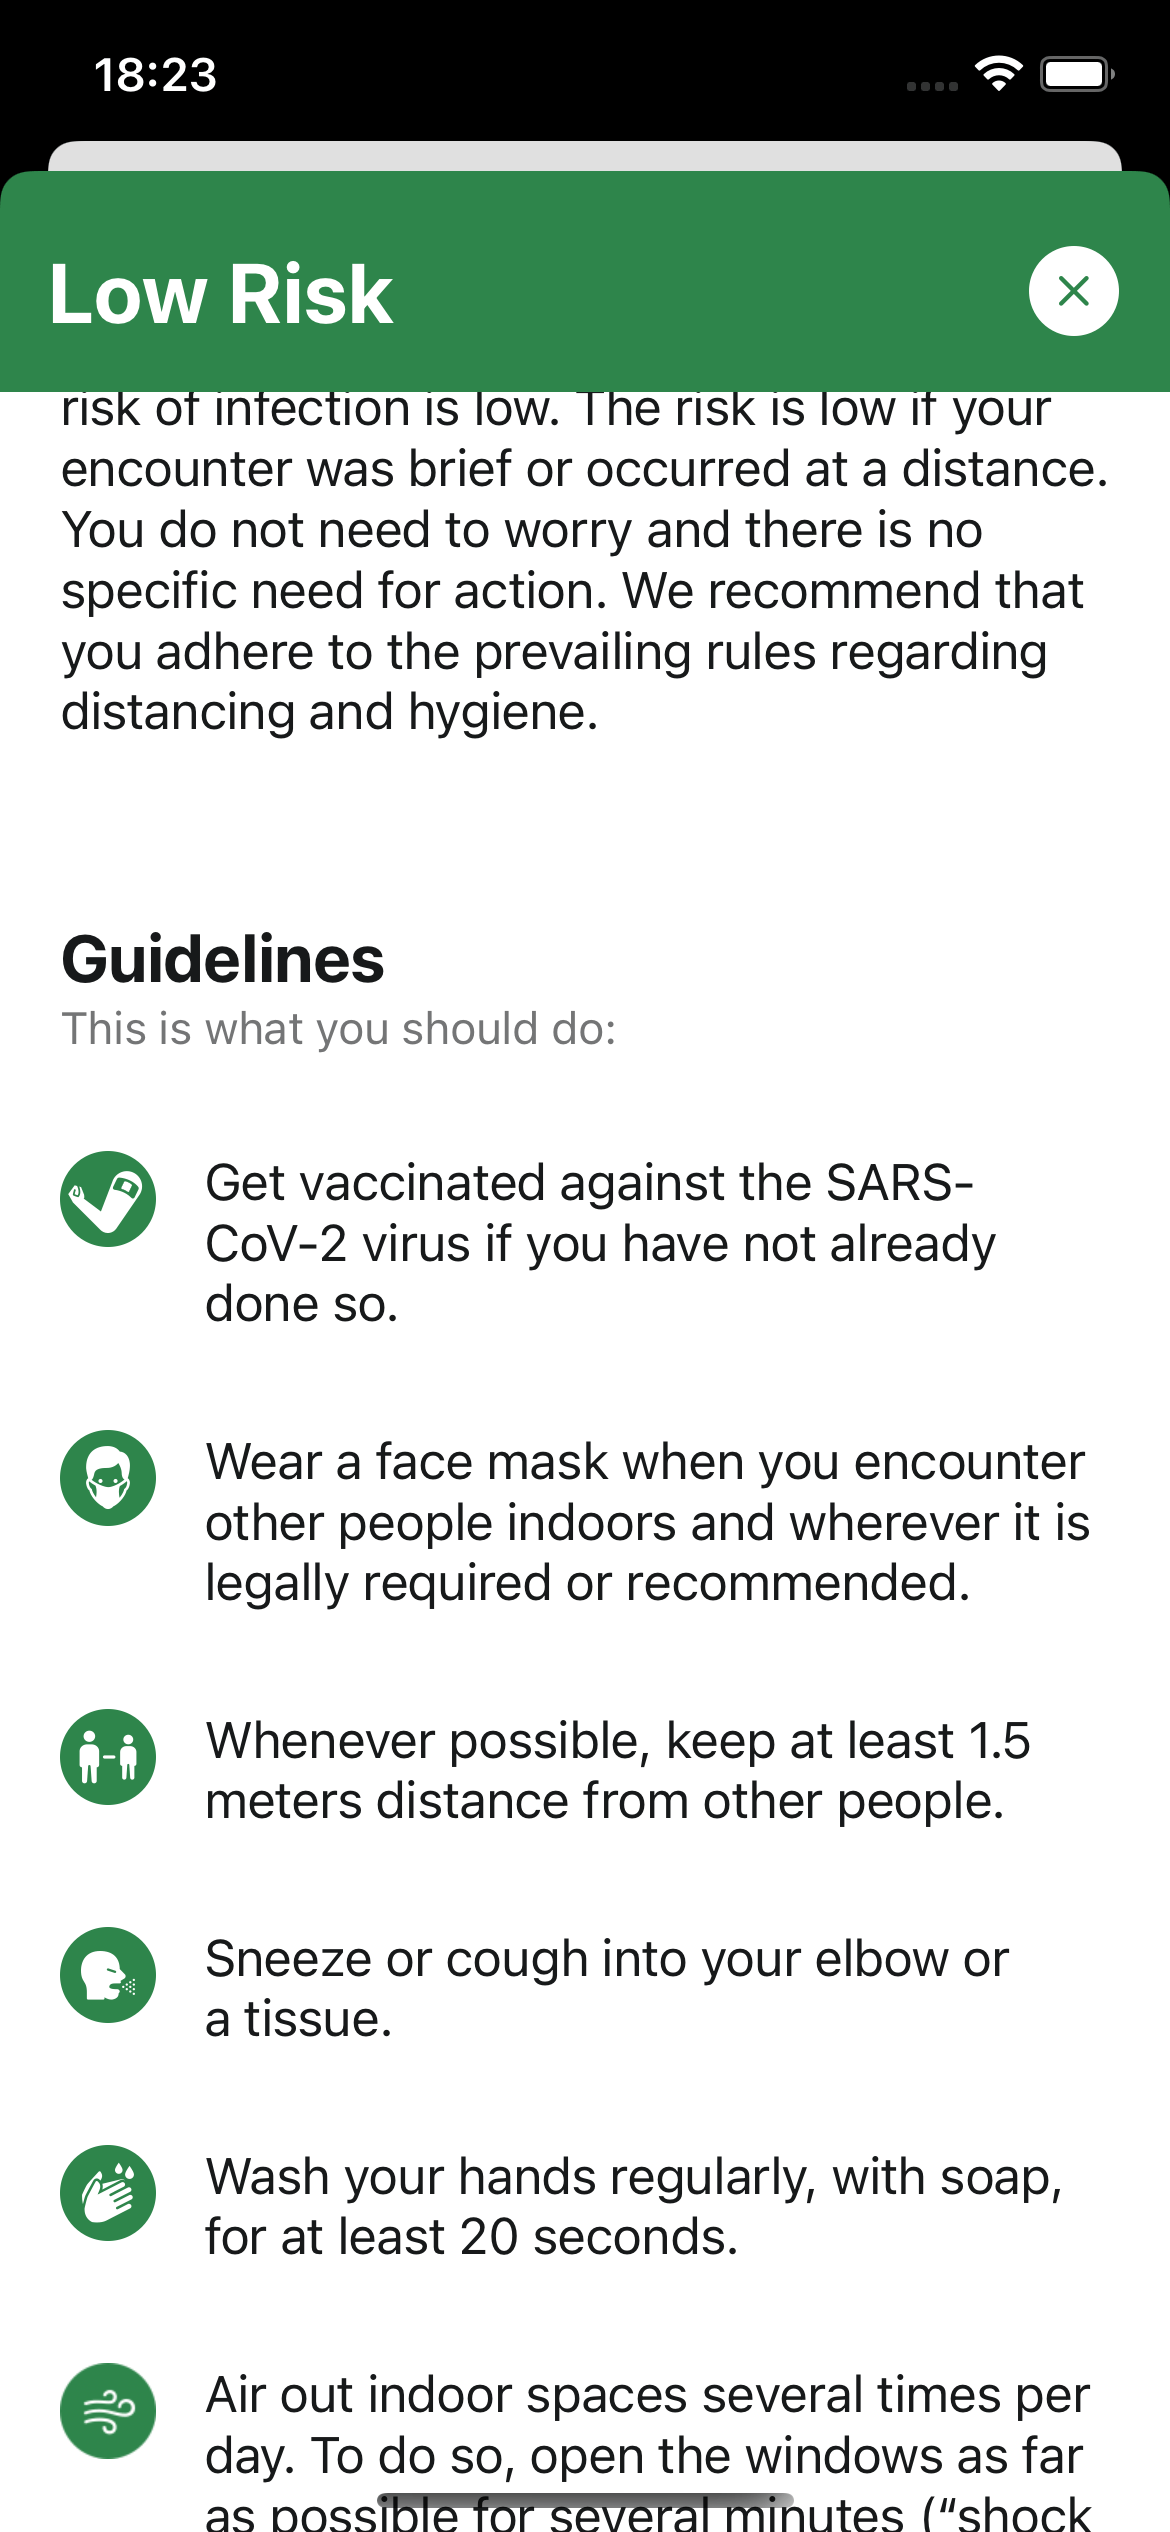 18:23
Low Risk
risk of infection is low. The risk is low if your
encounter was brief or occurred at a distance.
You do not need to worry and there is no
specific need for action. We recommend that
you adhere to the prevailing rules regarding
distancing and hygiene.
Guidelines
This is what you should do:
Get vaccinated against the SARS-
CoV-2 virus if you have not already
done so.
Wear a face mask when you encounter
other people indoors and wherever it is
legally required or recommended.
Whenever possible, keep at least 1.5
meters distance from other people.
Sneeze or cough into your elbow or
a tissue.
Wash your hands regularly, with soap,
for at least 20 seconds.
Air out indoor spaces several times per
day. To do so, open the windows as far
as possible for several minutes (“shock